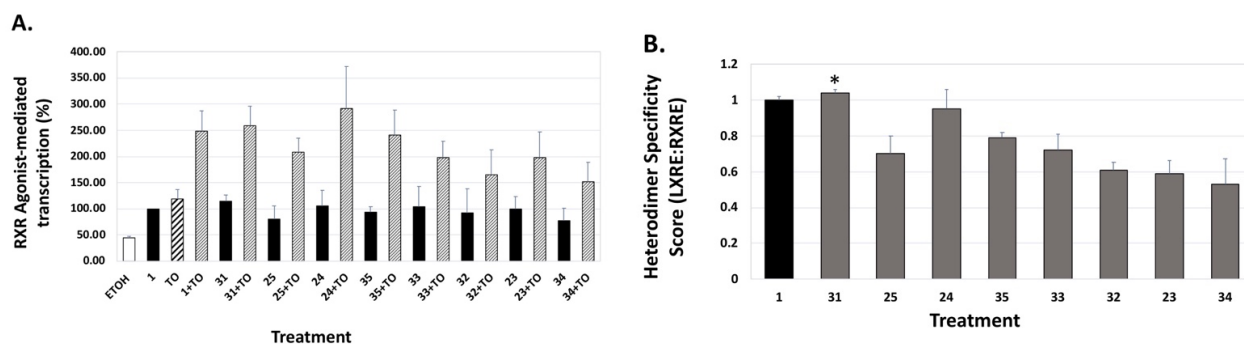 A.
RXR Agonist-mediated
transcription (%)
400.00
350.00
300.00
250.00
200.00
150.00
100.00
50.00
0.00
ETOH
1
TO
1+TO
31
31+TO
25
25+TO
24
24+TO
35
35+TO
33
33+TO
32
32+TO
23
23+TO
34
34+TO
Treatment
B.
Heterodimer Specificity
Score (LXRE:RXRE)
1.2
1
0.8
0.6
0.4
0.2
0
*
1
31
25
24
35
33
32
23
34
Treatment